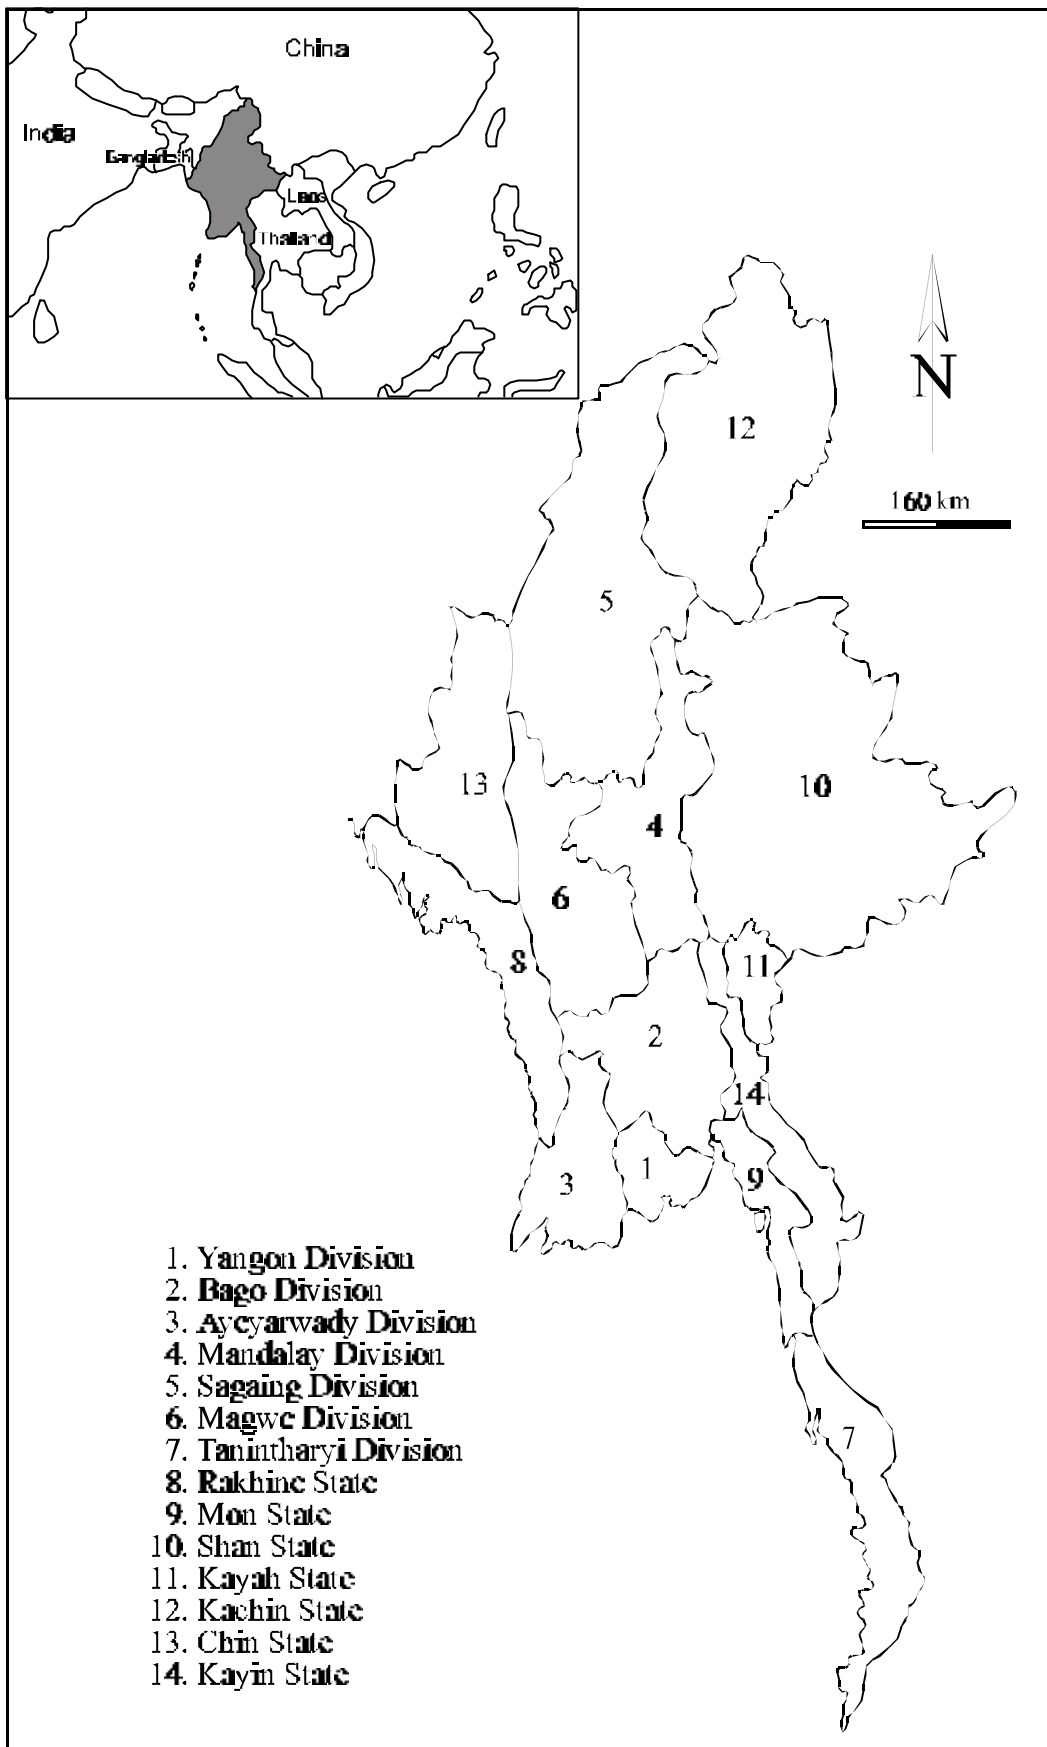 China
India
Bangladesh
Laos
Thailand
N
160 km
12
5
13
10
4
6
8
11
2
14
3
1
9
7
1. Yangon Division
2. Bago Division
3. Ayeyarwady Division
4. Mandalay Division
5. Sagaing Division
6. Magwe Division
7. Tanintharyi Division
8. Rakhine State
9. Mon State
10. Shan State
11. Kayah State
12. Kachin State
13. Chin State
14. Kayin State